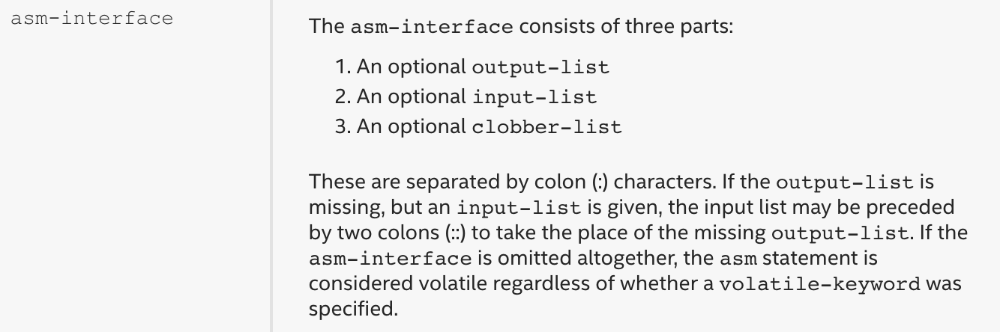 asm-interface
The asm-interface consists of three parts:
1. An optional output-list
2. An optional input-list
3. An optional clobber-list
These are separated by colon (:) characters. If the output-list is
missing, but an input-list is given, the input list may be preceded
by two colons (::) to take the place of the missing output-list. If the
asm-interface is omitted altogether, the asm statement is
considered volatile regardless of whether a volatile-keyword was
specified.